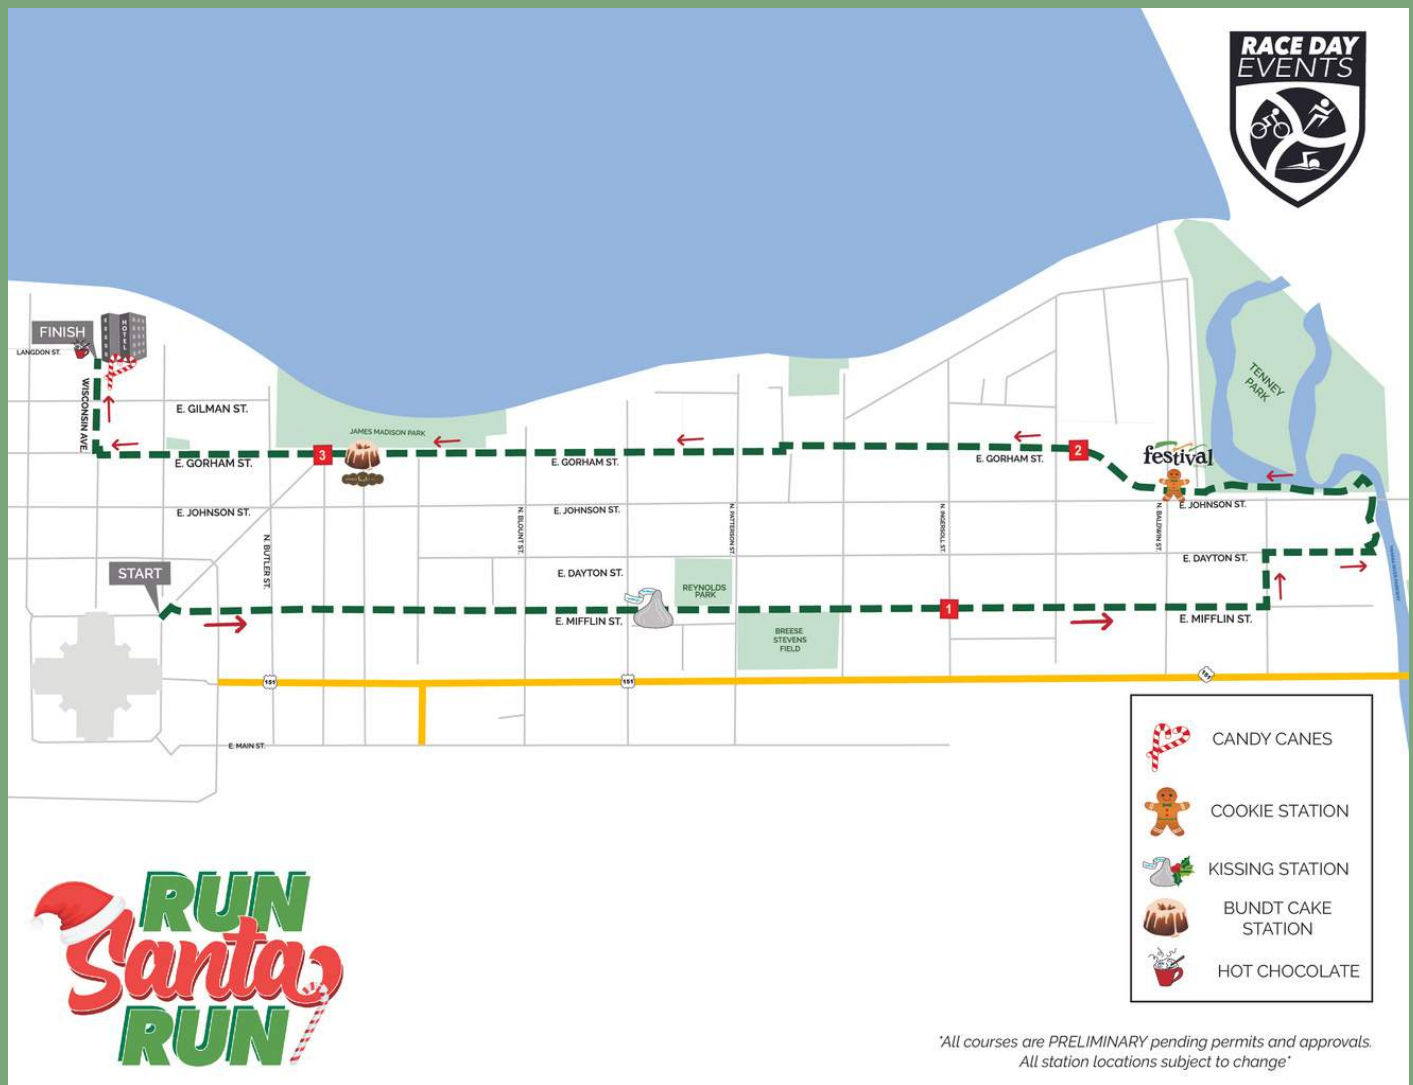 RACE DAY
EVENTS
FINISH
HOTEL
LANGDON ST.
WISCONSIN AVE.
E. GILMAN ST.
JAMES MADISON PARK
TENNEY
PARK
festival
3
2
E. GORHAM ST.
E. GORHAM ST.
E. GORHAM ST.
E. JOHNSON ST.
E. JOHNSON ST.
E. JOHNSON ST.
N. BUTLER ST.
N. BLOUNT ST.
N. PATERSON ST.
N. INGERSOLL ST.
N. BALDWIN ST.
START
E. DAYTON ST.
E. DAYTON ST.
REYNOLDS
PARK
1
E. MIFFLIN ST.
E. MIFFLIN ST.
BREESE
STEVENS
FIELD
151
151
151
E. MAIN ST.
CANDY CANES
COOKIE STATION
KISSING STATION
BUNDT CAKE
STATION
HOT CHOCOLATE
RUN
Santa
RUN
*All courses are PRELIMINARY pending permits and approvals.
All station locations subject to change*